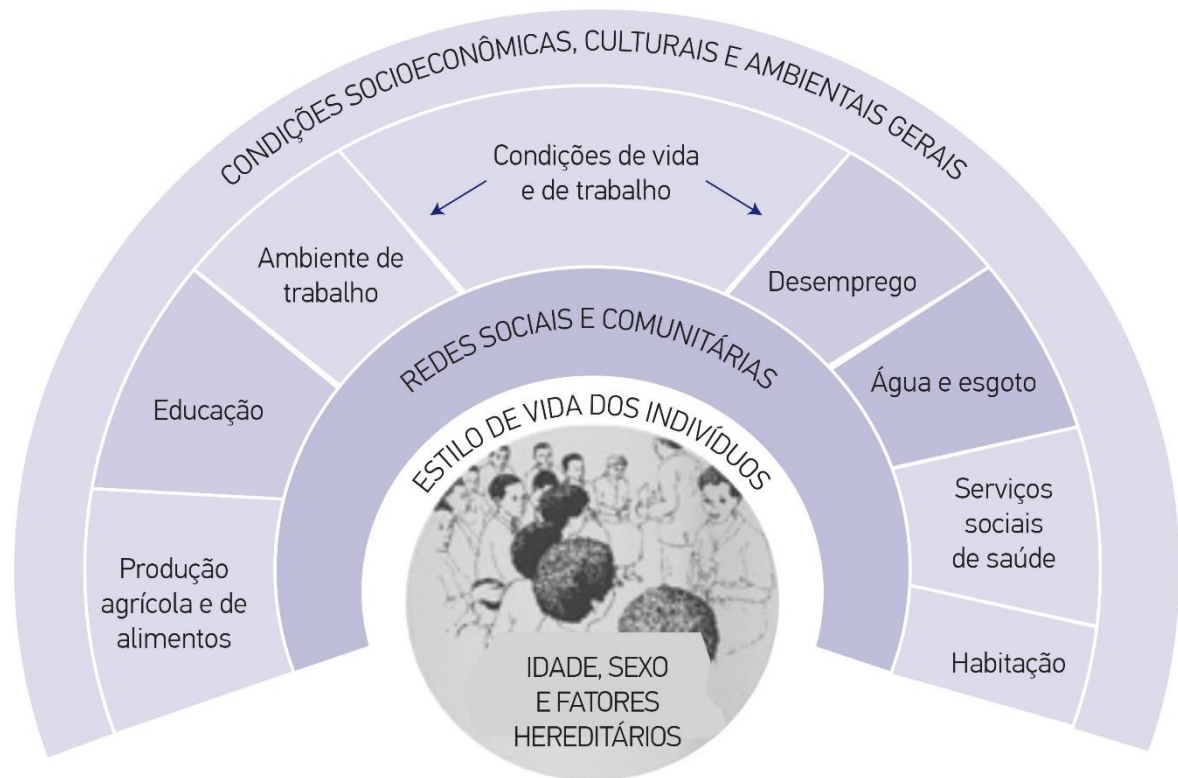 CONDIÇÕES SOCIOECONÔMICAS, CULTURAIS E AMBIENTAIS GERAIS
Condições de vida
e de trabalho
Ambiente de
trabalho
Desemprego
REDES SOCIAIS E COMUNITÁRIAS
Educação
Água e esgoto
ESTILO DE VIDA DOS INDIVÍDUOS
Serviços
sociais
de saúde
Produção
agrícola e de
alimentos
Habitação
IDADE, SEXO
E FATORES
HEREDITÁRIOS